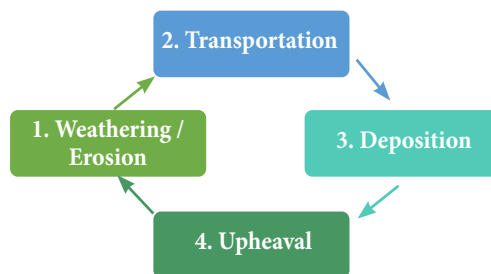 2. Transportation
1. Weathering /
Erosion
3. Deposition
4. Upheaval